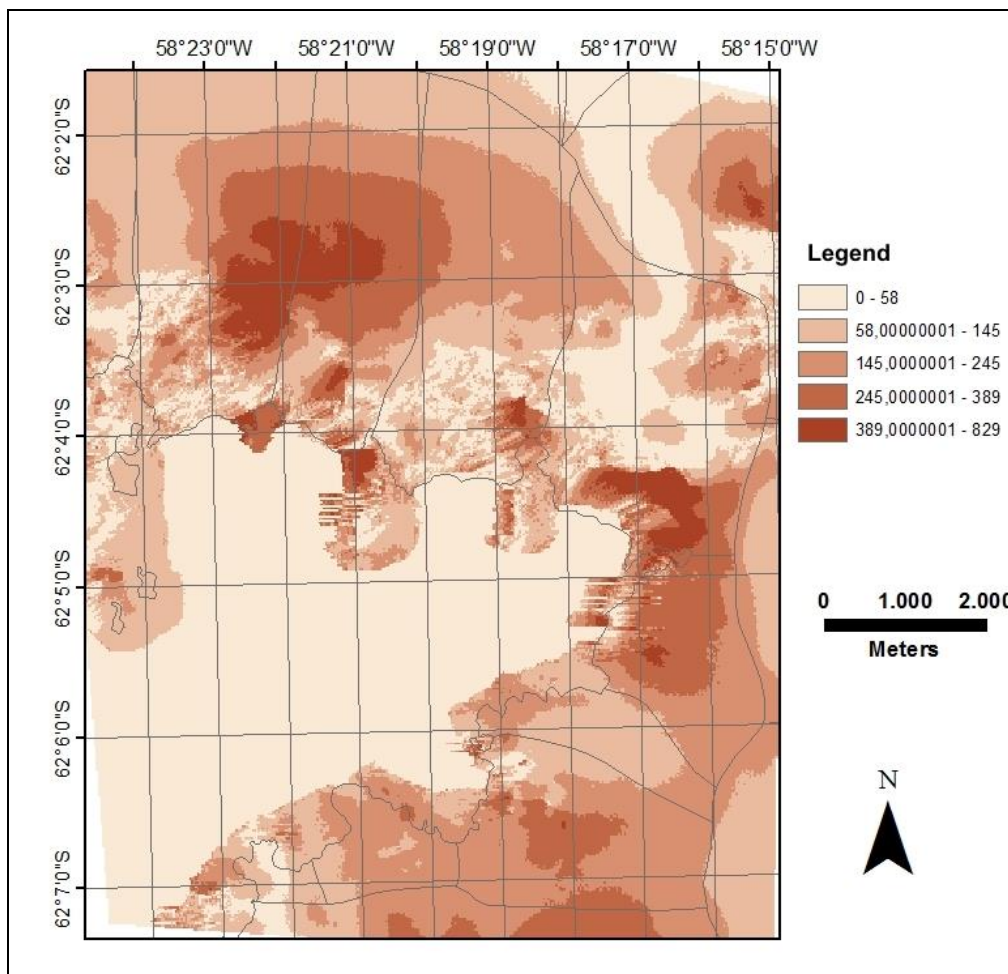 58°23'0"W 58°21'0"W 58°19'0"W 58°17'0"W 58°15'0"W
62°2'0"S
62°3'0"S
62°4'0"S
62°5'0"S
62°6'0"S
62°7'0"S
Legend
0 - 58
58,00000001 - 145
145,0000001 - 245
245,0000001 - 389
389,0000001 - 829
0 1.000 2.000
Meters
N